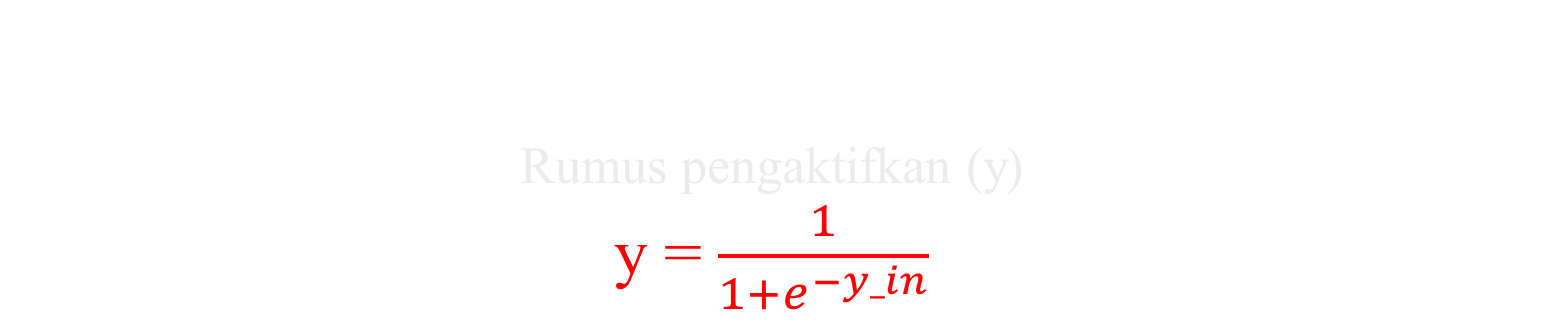 Rumus pengaktifkan (y)
y = 1/(1+e^(−y_in))